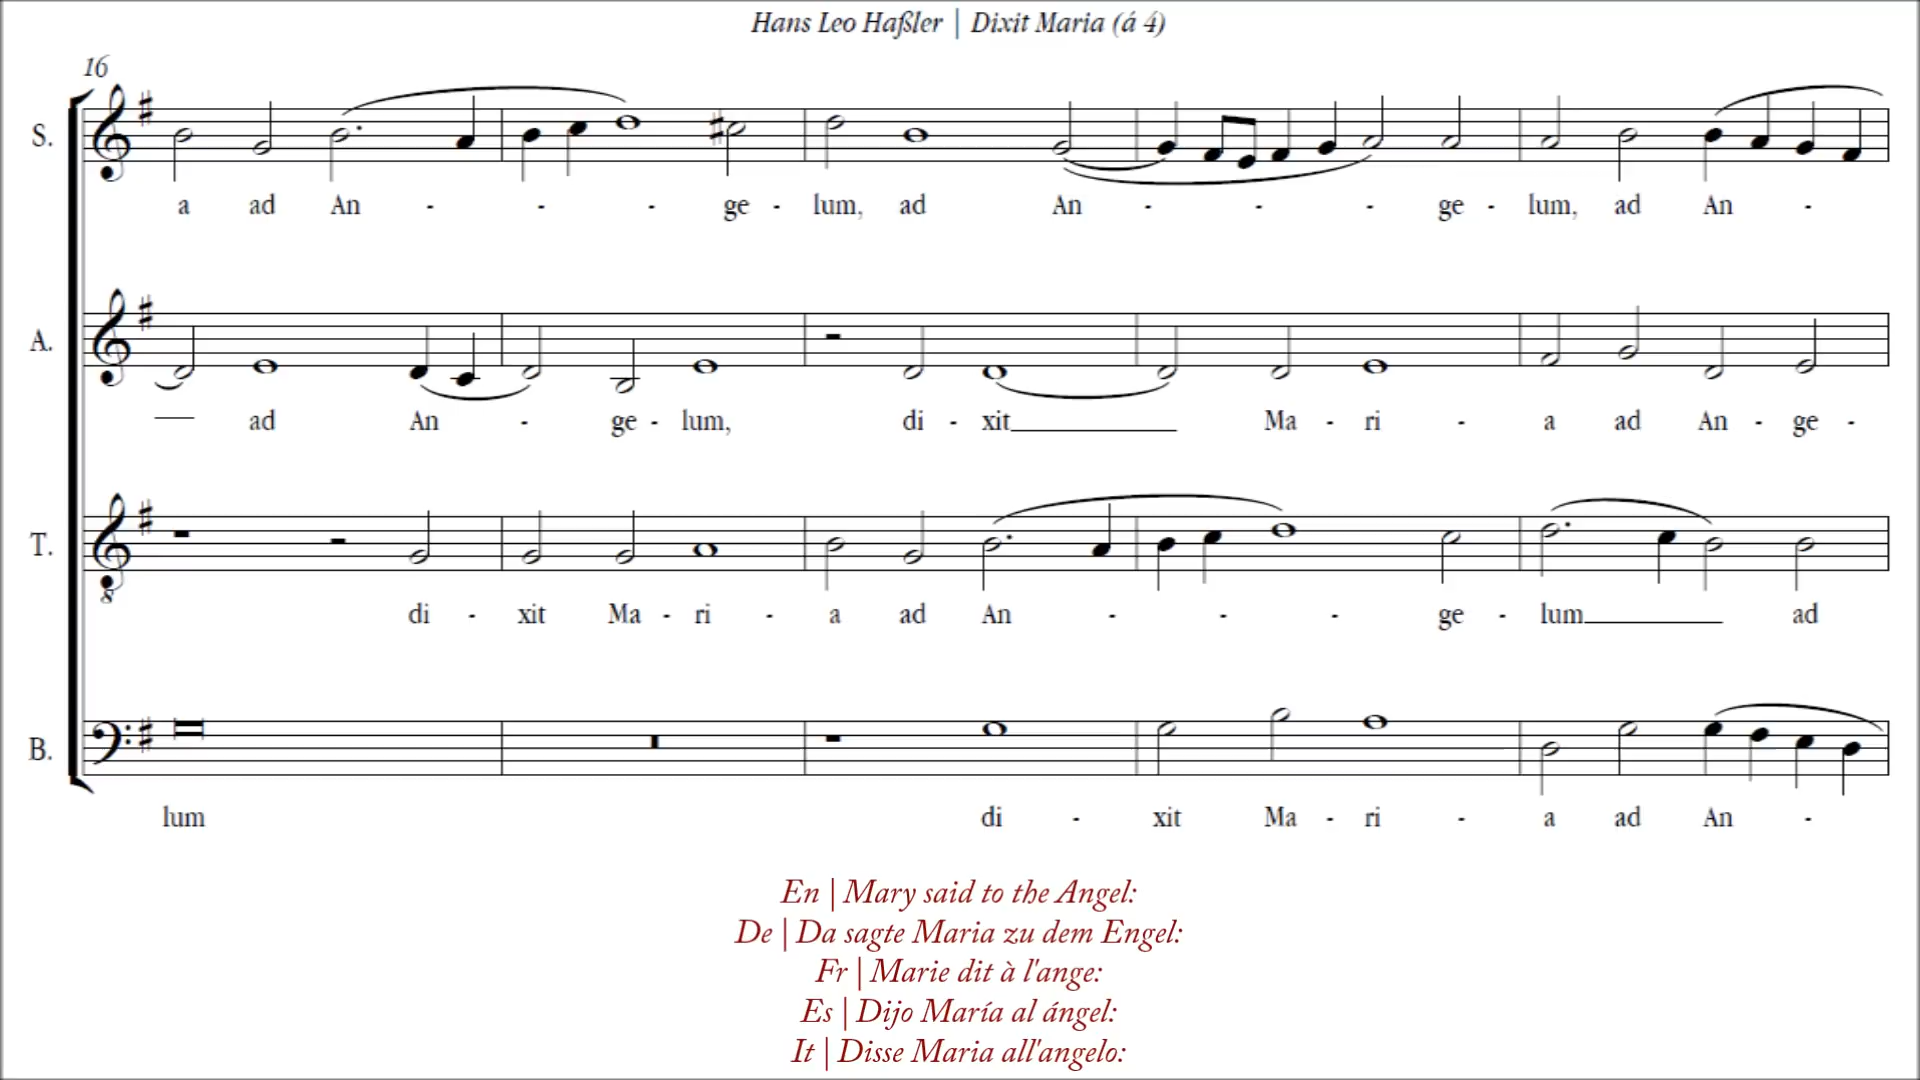 Hans Leo Haßler | Dixit Maria (á 4)
16
S.
a ad An - - - ge - lum, ad An - - - ge - lum, ad An -
A.
ad An - ge - lum, di - xit Ma - ri - a ad An - ge -
T.
8
di - xit Ma - ri - a ad An - - - ge - lum ad
B.
lum di - xit Ma - ri - a ad An -
En | Mary said to the Angel:
De | Da sagte Maria zu dem Engel:
Fr | Marie dit à l'ange:
Es | Dijo María al ángel:
It | Disse Maria all'angelo: